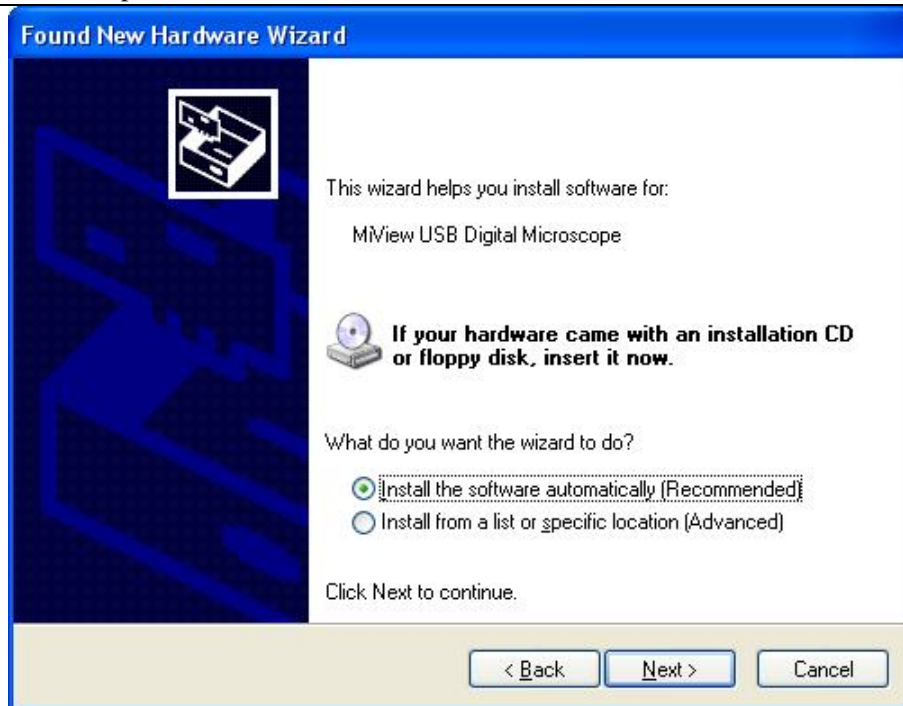 Found New Hardware Wizard
This wizard helps you install software for:
MiView USB Digital Microscope
If your hardware came with an installation CD
or floppy disk, insert it now.
What do you want the wizard to do?
Install the software automatically (Recommended)
Install from a list or specific location (Advanced)
Click Next to continue.
< Back
Next >
Cancel